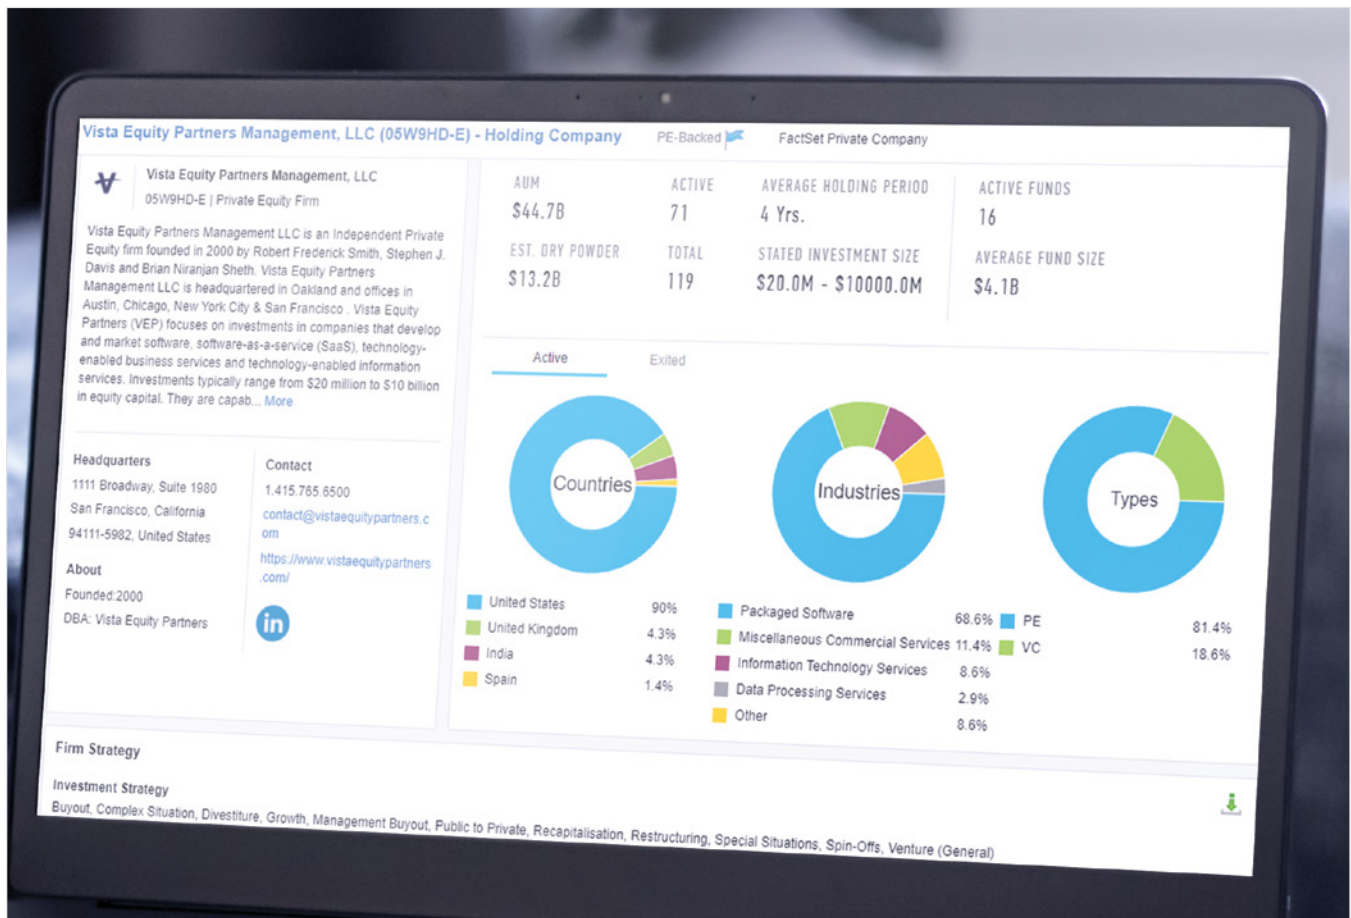 Vista Equity Partners Management, LLC (05W9HD-E) - Holding Company PE-Backed FactSet Private Company
Vista Equity Partners Management, LLC
05W9HD-E | Private Equity Firm
Vista Equity Partners Management LLC is an Independent Private
Equity firm founded in 2000 by Robert Frederick Smith, Stephen J.
Davis and Brian Niranjan Sheth. Vista Equity Partners
Management LLC is headquartered in Oakland and offices in
Austin, Chicago, New York City & San Francisco . Vista Equity
Partners (VEP) focuses on investments in companies that develop
and market software, software-as-a-service (SaaS), technology-
enabled business services and technology-enabled information
services. Investments typically range from $20 million to $10 billion
in equity capital. They are capab... More
Headquarters
1111 Broadway, Suite 1980
San Francisco, California
94111-5982, United States
About
Founded:2000
DBA: Vista Equity Partners
Contact
1.415.765.6500
contact@vistaequitypartners.c
om
https://www.vistaequitypartners
.com/
in
AUM
$44.7B
ACTIVE
71
AVERAGE HOLDING PERIOD
4 Yrs.
ACTIVE FUNDS
16
EST. DRY POWDER
$13.2B
TOTAL
119
STATED INVESTMENT SIZE
$20.0M - $10000.0M
AVERAGE FUND SIZE
$4.1B
Active Exited
Countries
United States 90%
United Kingdom 4.3%
India 4.3%
Spain 1.4%
Industries
Packaged Software 68.6%
Miscellaneous Commercial Services 11.4%
Information Technology Services 8.6%
Data Processing Services 2.9%
Other 8.6%
Types
PE 81.4%
VC 18.6%
Firm Strategy
Investment Strategy
Buyout, Complex Situation, Divestiture, Growth, Management Buyout, Public to Private, Recapitalisation, Restructuring, Special Situations, Spin-Offs, Venture (General)